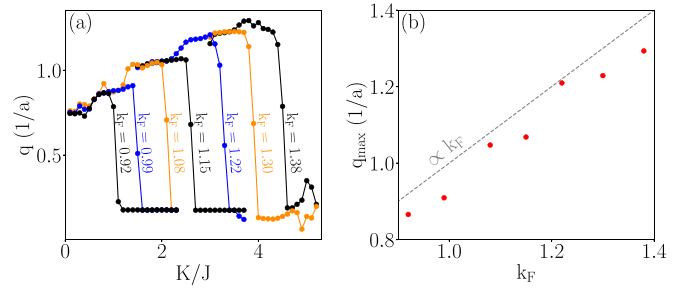 (a)
q (1/a)
1.0
0.5
k_F = 0.92
k_F = 0.99
k_F = 1.08
k_F = 1.15
k_F = 1.22
k_F = 1.30
k_F = 1.38
0
2
4
K/J
(b)
q_max (1/a)
1.4
1.2
1.0
0.8
∝ k_F
1.0
1.2
1.4
k_F